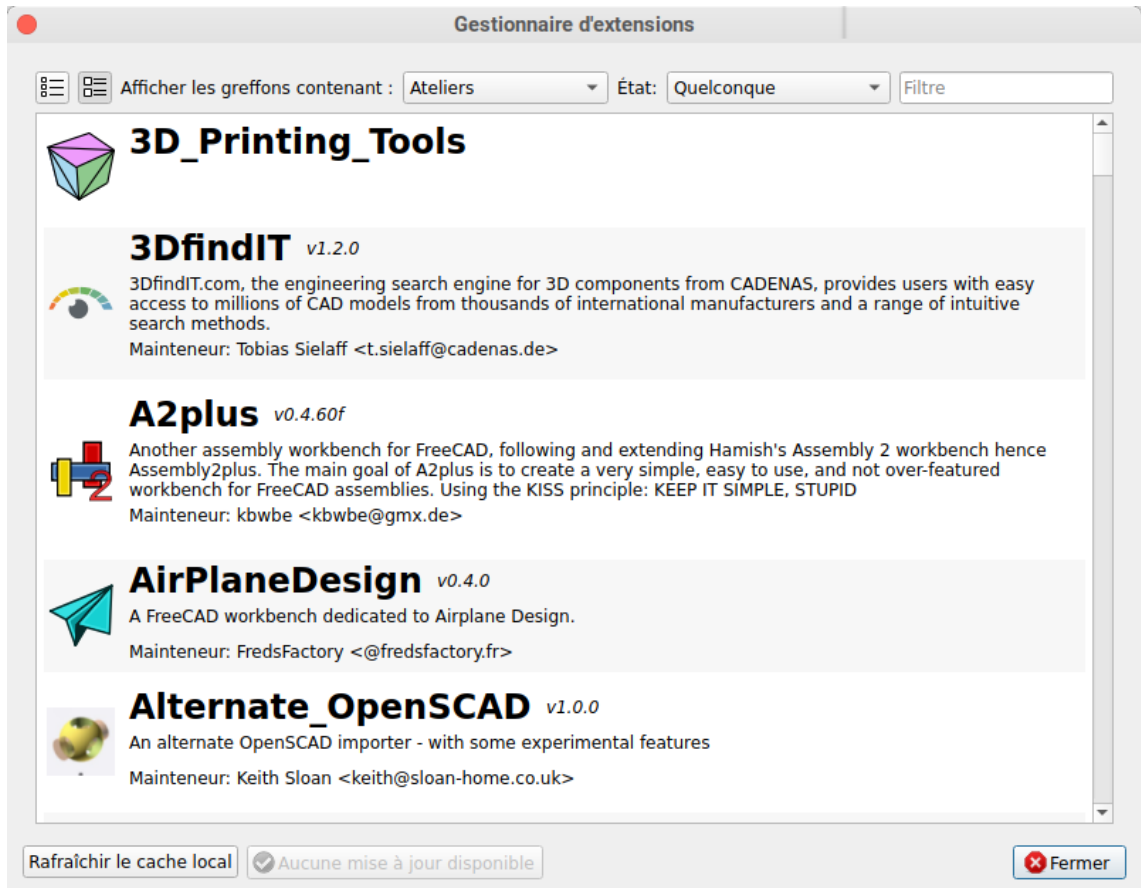 Gestionnaire d'extensions
Afficher les greffons contenant : Ateliers État: Quelconque Filtre
3D_Printing_Tools
3DfindIT v1.2.0
3DfindIT.com, the engineering search engine for 3D components from CADENAS, provides users with easy
access to millions of CAD models from thousands of international manufacturers and a range of intuitive
search methods.
Mainteneur: Tobias Sielaff <t.sielaff@cadenas.de>
A2plus v0.4.60f
Another assembly workbench for FreeCAD, following and extending Hamish's Assembly 2 workbench hence
Assembly2plus. The main goal of A2plus is to create a very simple, easy to use, and not over-featured
workbench for FreeCAD assemblies. Using the KISS principle: KEEP IT SIMPLE, STUPID
Mainteneur: kbwbe <kbwbe@gmx.de>
2
AirPlaneDesign v0.4.0
A FreeCAD workbench dedicated to Airplane Design.
Mainteneur: FredsFactory <@fredsfactory.fr>
Alternate_OpenSCAD v1.0.0
An alternate OpenSCAD importer - with some experimental features
Mainteneur: Keith Sloan <keith@sloan-home.co.uk>
Rafraîchir le cache local Aucune mise à jour disponible Fermer